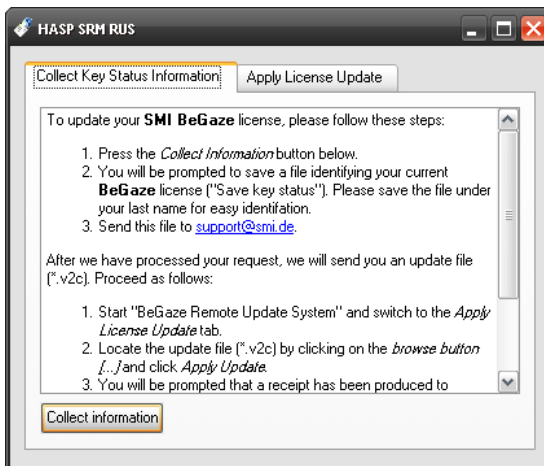 HASP SRM RUS
Collect Key Status Information
Apply License Update
To update your SMI BeGaze license, please follow these steps:
1. Press the Collect Information button below.
2. You will be prompted to save a file identifying your current
BeGaze license ("Save key status"). Please save the file under
your last name for easy identifation.
3. Send this file to support@smi.de.
After we have processed your request, we will send you an update file
(*.v2c). Proceed as follows:
1. Start "BeGaze Remote Update System" and switch to the Apply
License Update tab.
2. Locate the update file (*.v2c) by clicking on the browse button
[...] and click Apply Update.
3. You will be prompted that a receipt has been produced to
Collect information